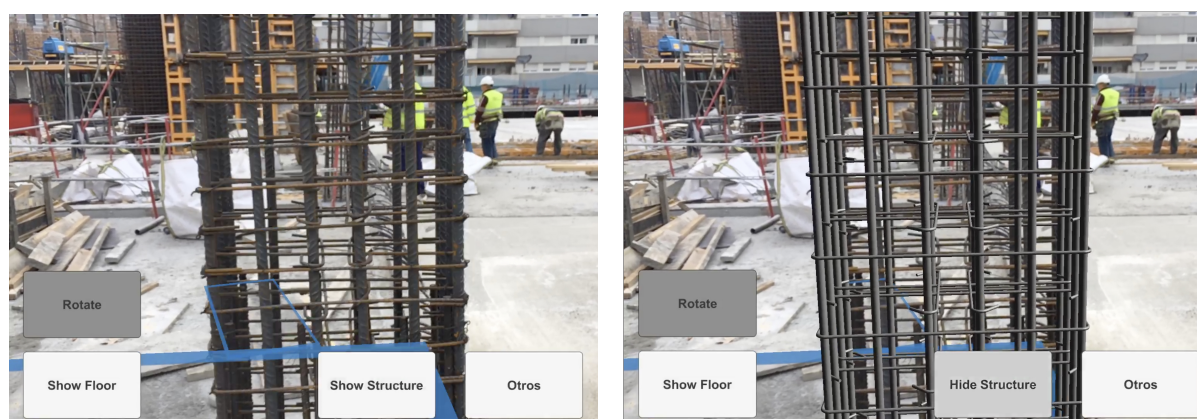 Rotate
Show Floor
Show Structure
Otros
Rotate
Show Floor
Hide Structure
Otros